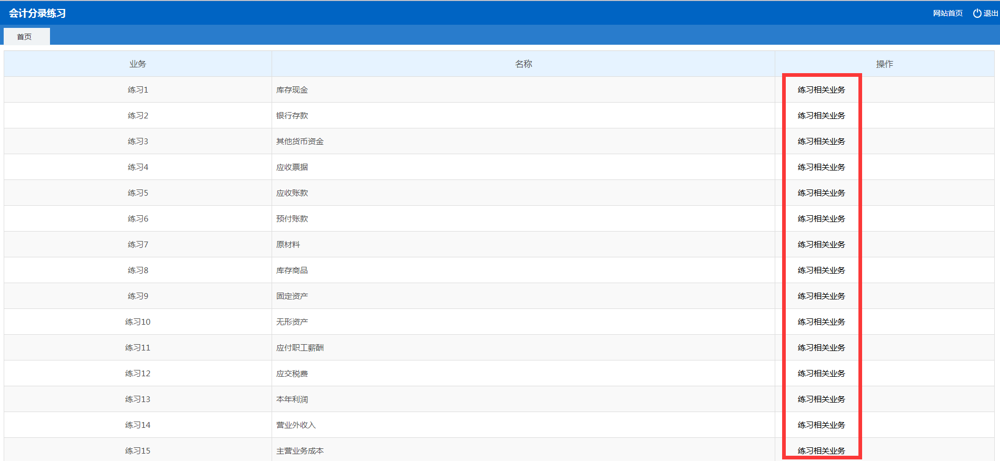 会计分录练习 网站首页 退出
首页
业务 名称 操作
练习1 库存现金 练习相关业务
练习2 银行存款 练习相关业务
练习3 其他货币资金 练习相关业务
练习4 应收票据 练习相关业务
练习5 应收账款 练习相关业务
练习6 预付账款 练习相关业务
练习7 原材料 练习相关业务
练习8 库存商品 练习相关业务
练习9 固定资产 练习相关业务
练习10 无形资产 练习相关业务
练习11 应付职工薪酬 练习相关业务
练习12 应交税费 练习相关业务
练习13 本年利润 练习相关业务
练习14 营业外收入 练习相关业务
练习15 主营业务成本 练习相关业务